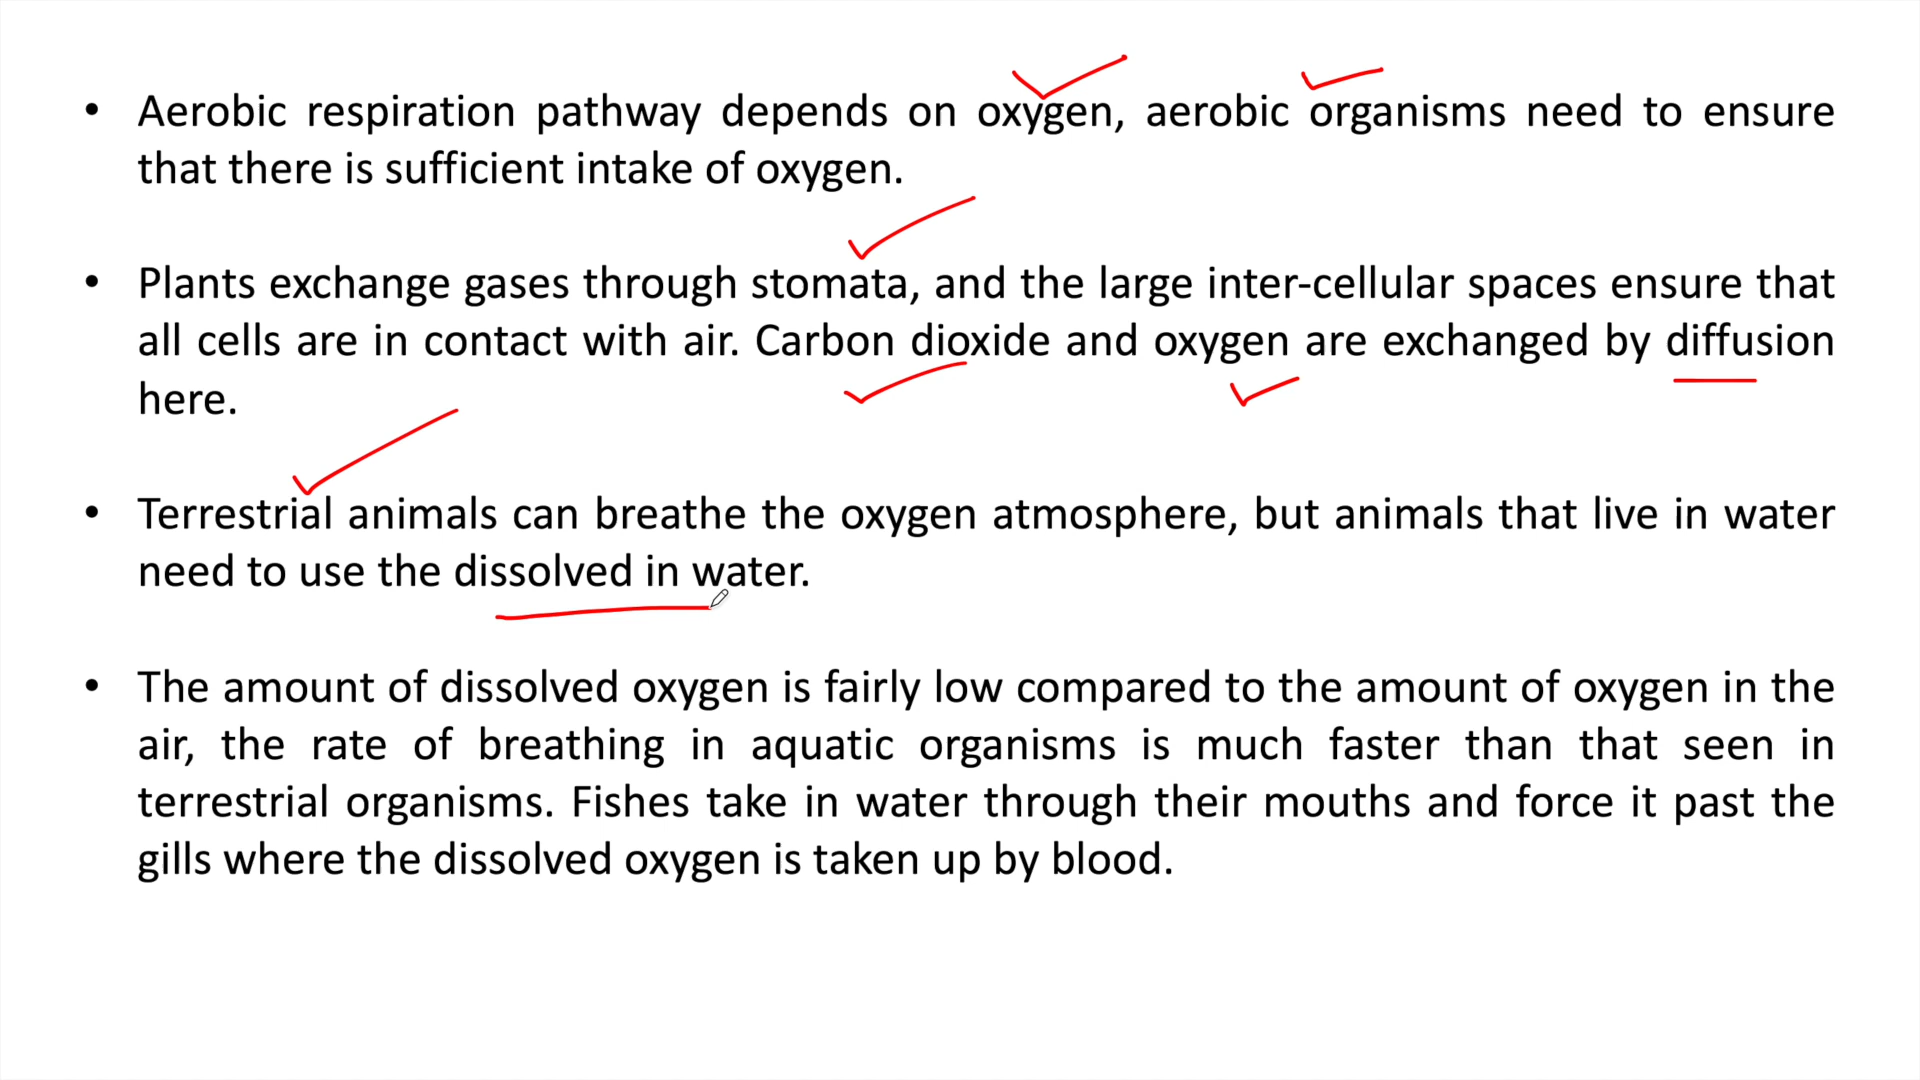 • Aerobic respiration pathway depends on oxygen, aerobic organisms need to ensure
that there is sufficient intake of oxygen.
• Plants exchange gases through stomata, and the large inter-cellular spaces ensure that
all cells are in contact with air. Carbon dioxide and oxygen are exchanged by diffusion
here.
• Terrestrial animals can breathe the oxygen atmosphere, but animals that live in water
need to use the dissolved in water.
• The amount of dissolved oxygen is fairly low compared to the amount of oxygen in the
air, the rate of breathing in aquatic organisms is much faster than that seen in
terrestrial organisms. Fishes take in water through their mouths and force it past the
gills where the dissolved oxygen is taken up by blood.